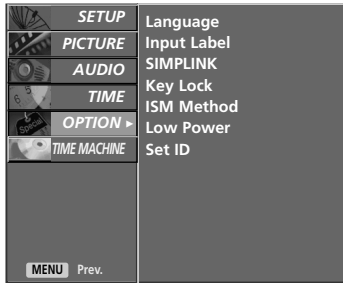 SETUP
PICTURE
AUDIO
TIME
OPTION ►
TIME MACHINE
Language
Input Label
SIMPLINK
Key Lock
ISM Method
Low Power
Set ID
Special
MENU Prev.